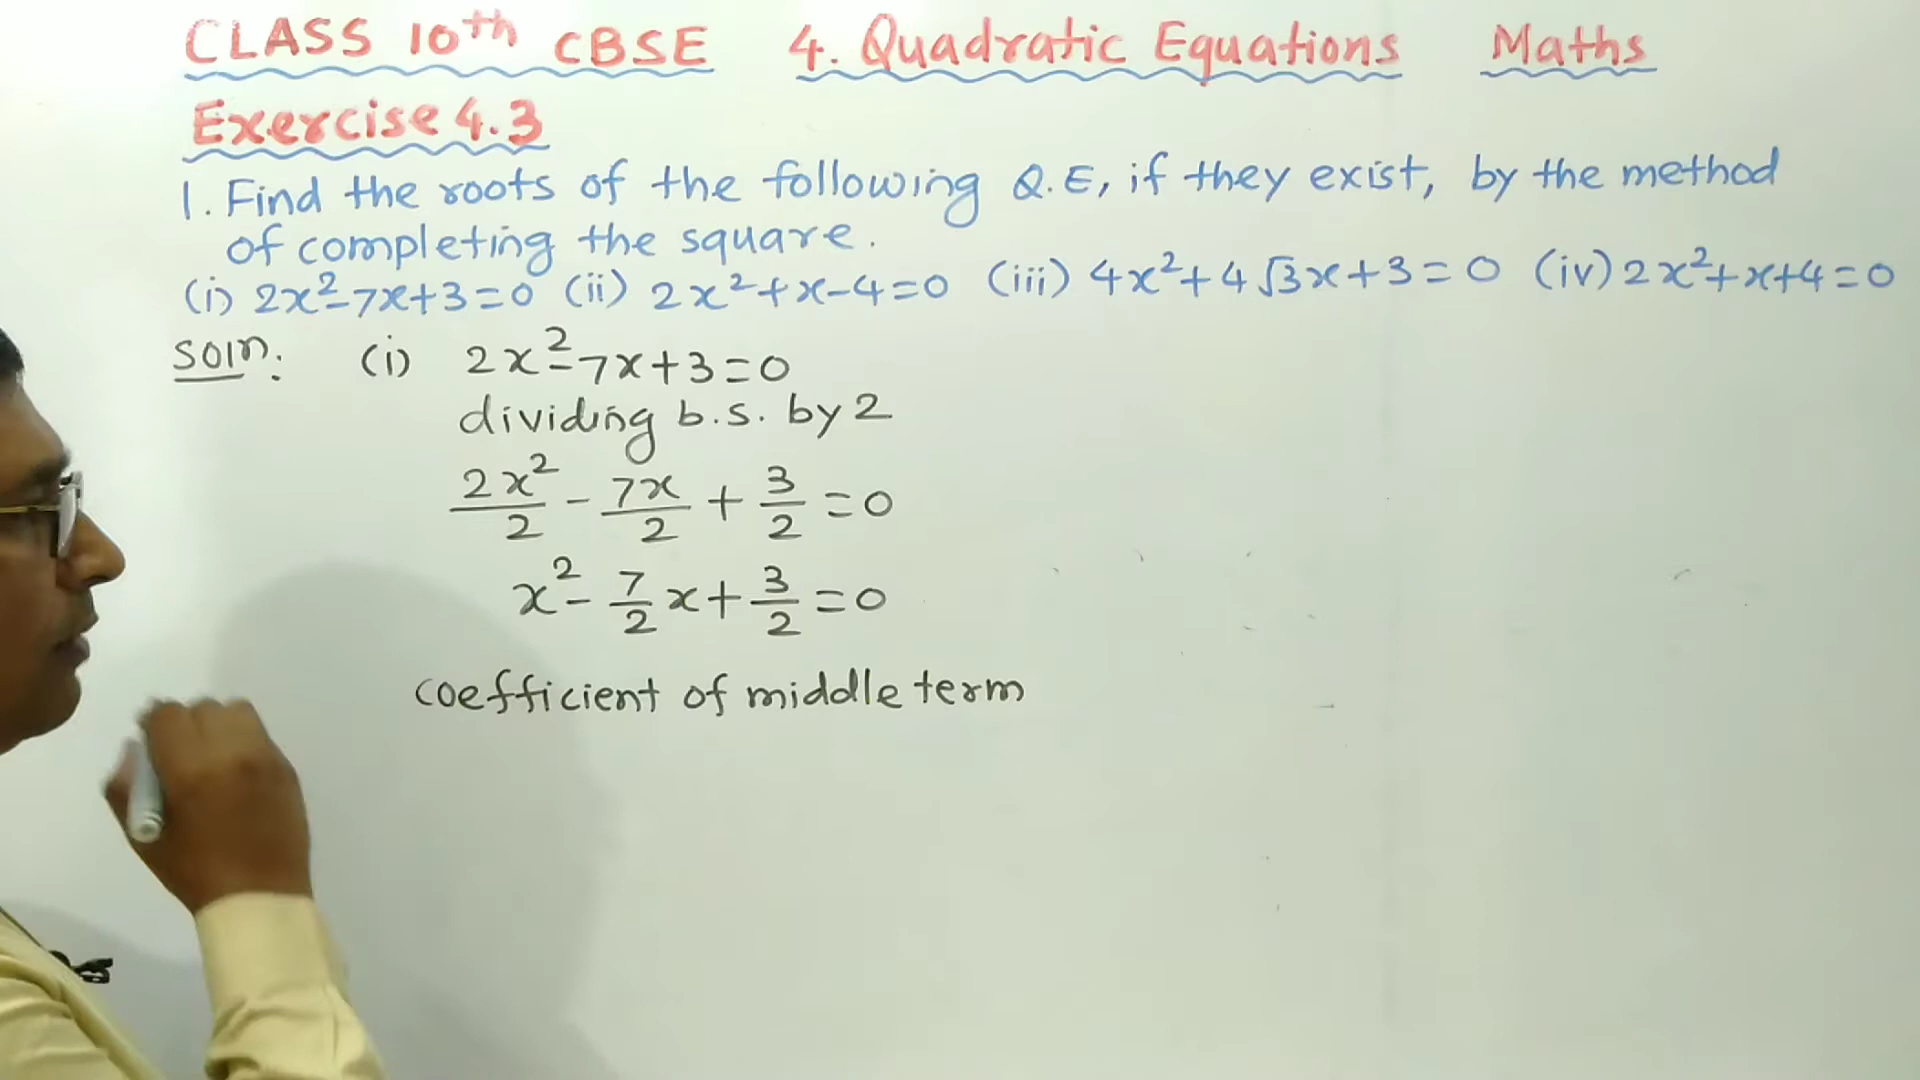 CLASS 10th CBSE 4. Quadratic Equations Maths
Exercise 4.3
1. Find the roots of the following Q.E, if they exist, by the method
of completing the square.
(i) 2x²-7x+3=0 (ii) 2x²+x-4=0 (iii) 4x²+4√3x+3=0 (iv) 2x²+x+4=0
Soln: (i) 2x²-7x+3=0
dividing b.s. by 2
2x²/2 - 7x/2 + 3/2 = 0
x² - 7/2 x + 3/2 = 0
coefficient of middle term